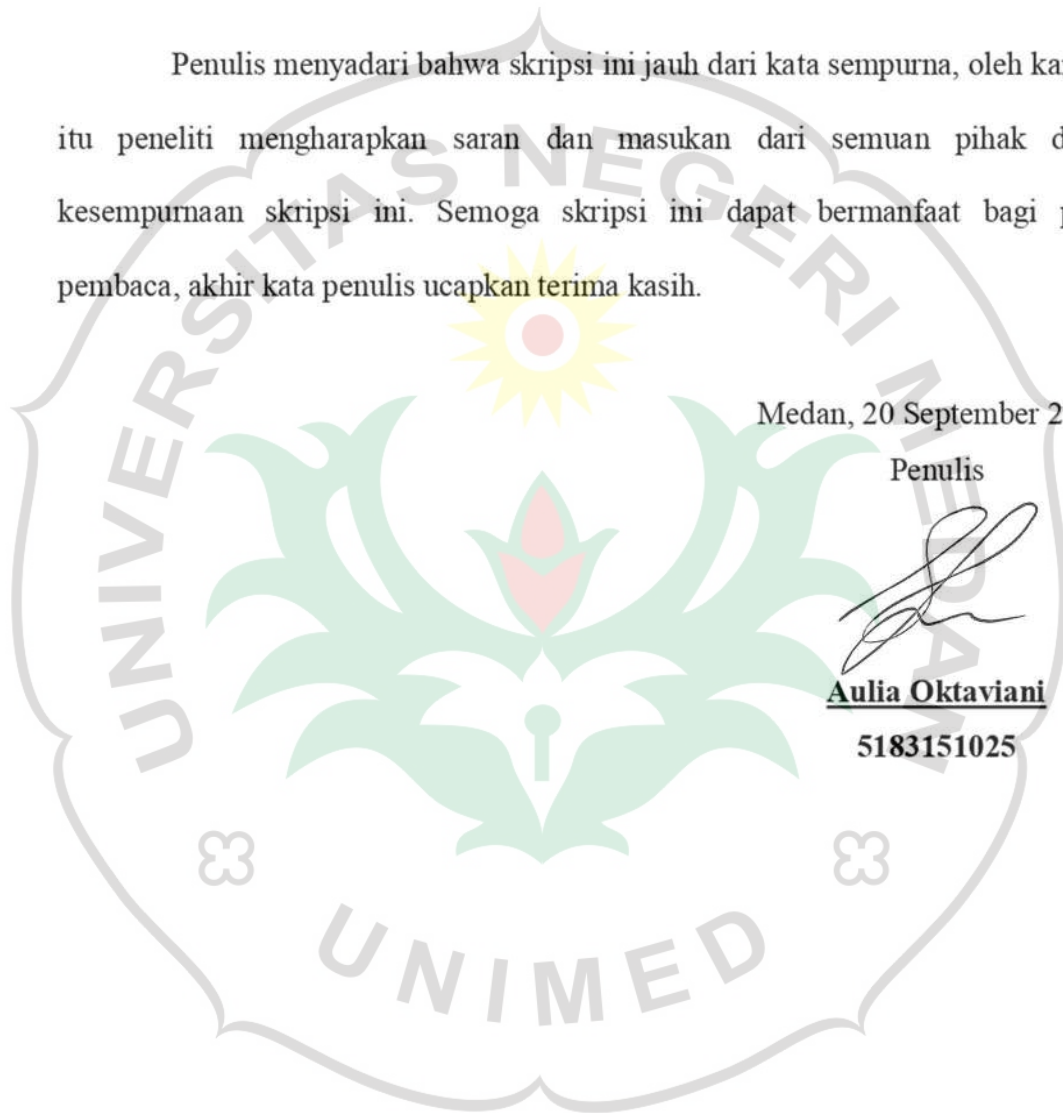 Penulis menyadari bahwa skripsi ini jauh dari kata sempurna, oleh ka
itu peneliti mengharapkan saran dan masukan dari semuan pihak d
kesempurnaan skripsi ini. Semoga skripsi ini dapat bermanfaat bagi p
pembaca, akhir kata penulis ucapkan terima kasih.
Medan, 20 September 2
Penulis
Aulia Oktaviani
5183151025
UNIVERSITAS NEGERI MEDAN
UNIMED